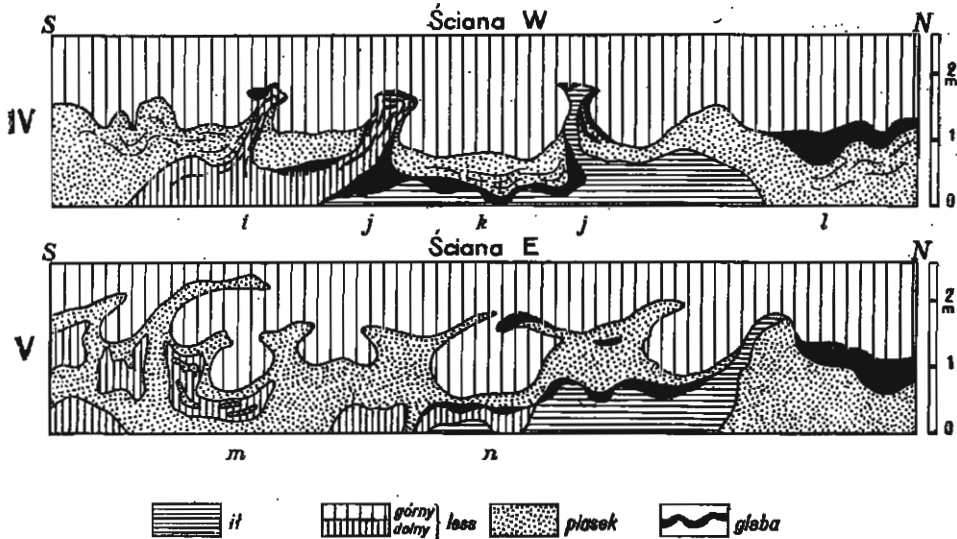 S Ściana W N
IV
2
m
1
0
i j k j l
S Ściana E N
V
2
m
1
0
m n
ił górny dolny } less piasek gleba